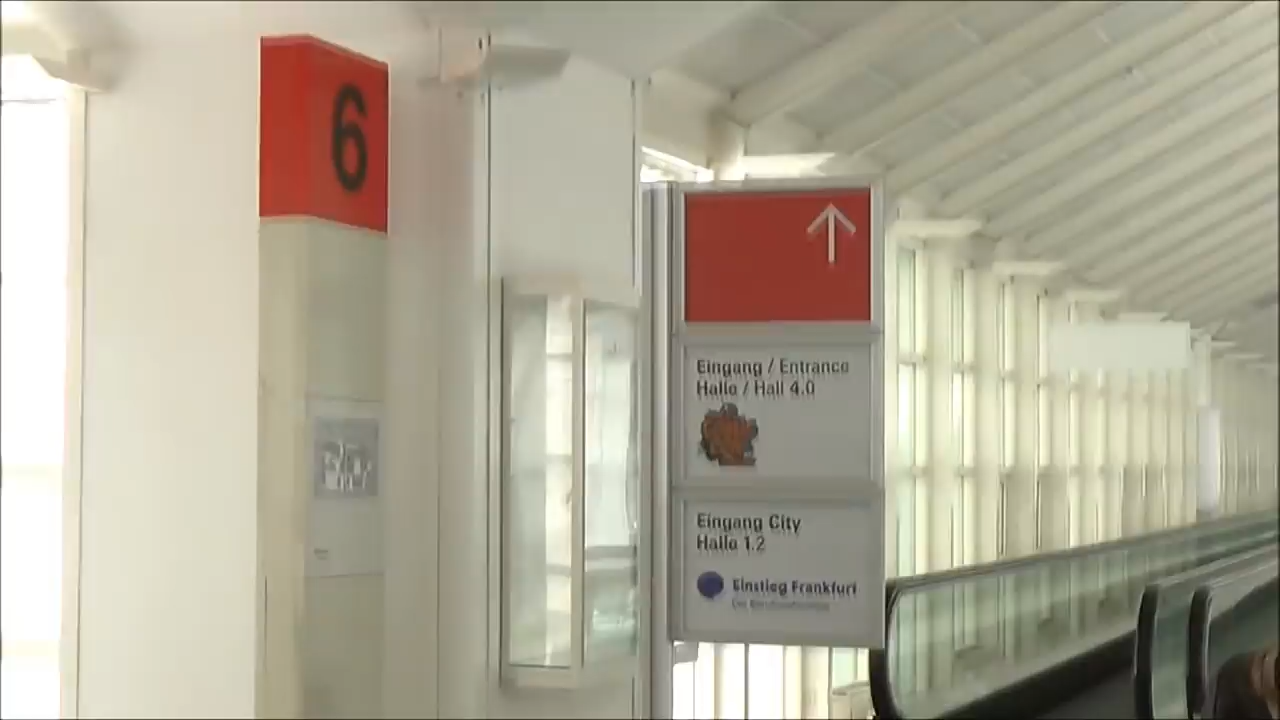 6
Eingang / Entrance
Halle / Hall 4.0
Eingang City
Halle 1.2
Einstieg Frankfurt